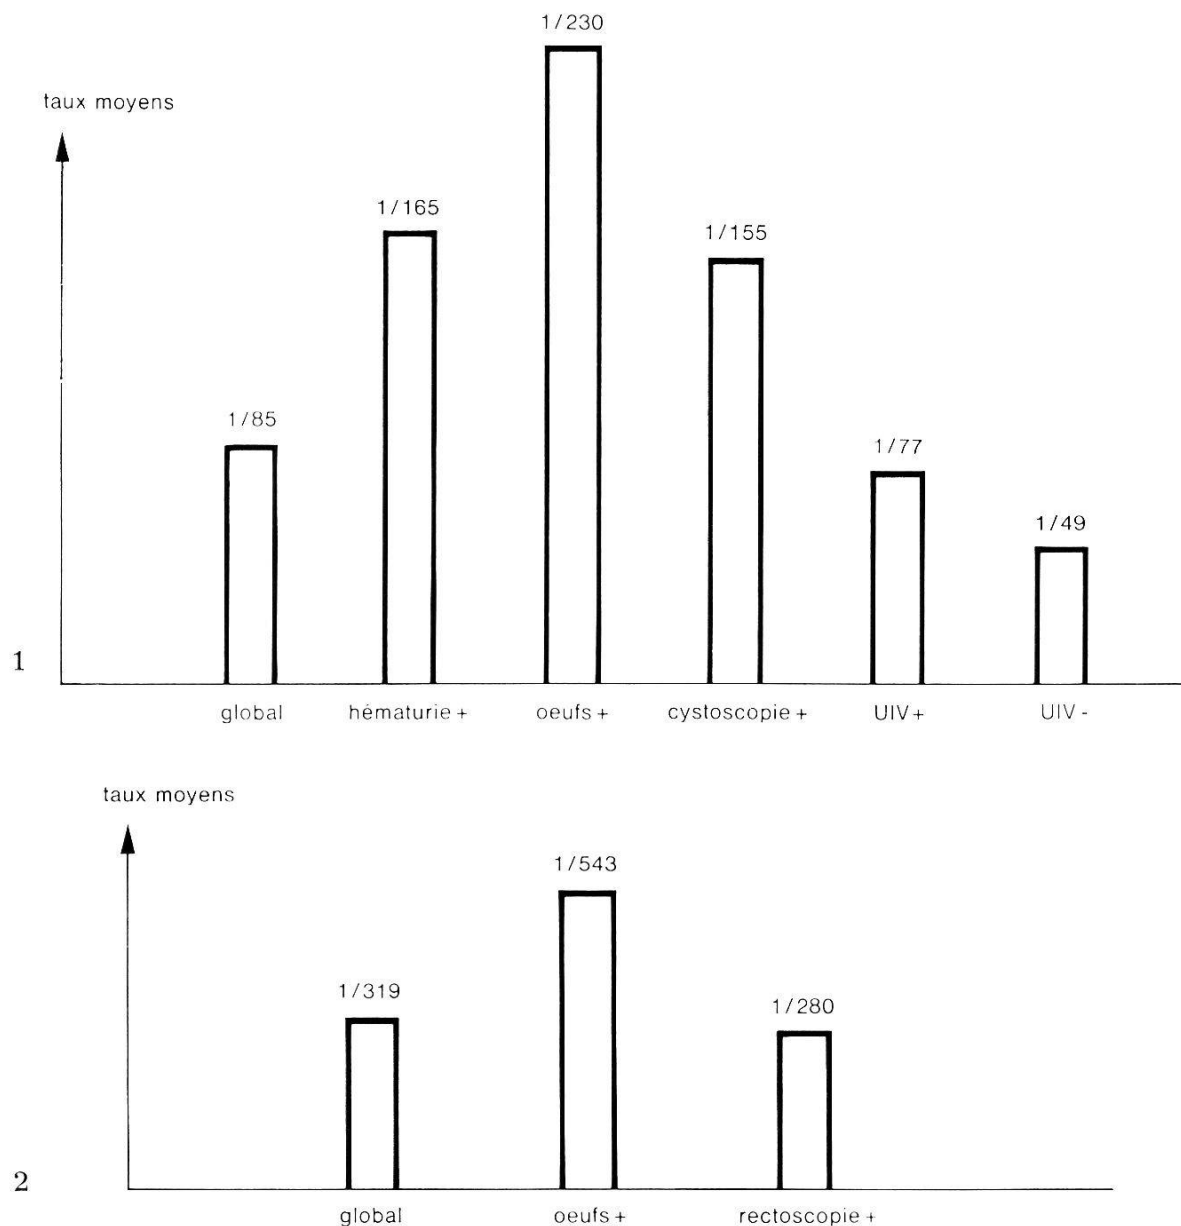 1/230
taux moyens
1/165
1/155
1/85
1/77
1/49
1
global hématurie + oeufs + cystoscopie + UIV + UIV -
taux moyens
1/543
1/319
1/280
2
global oeufs + rectoscopie +